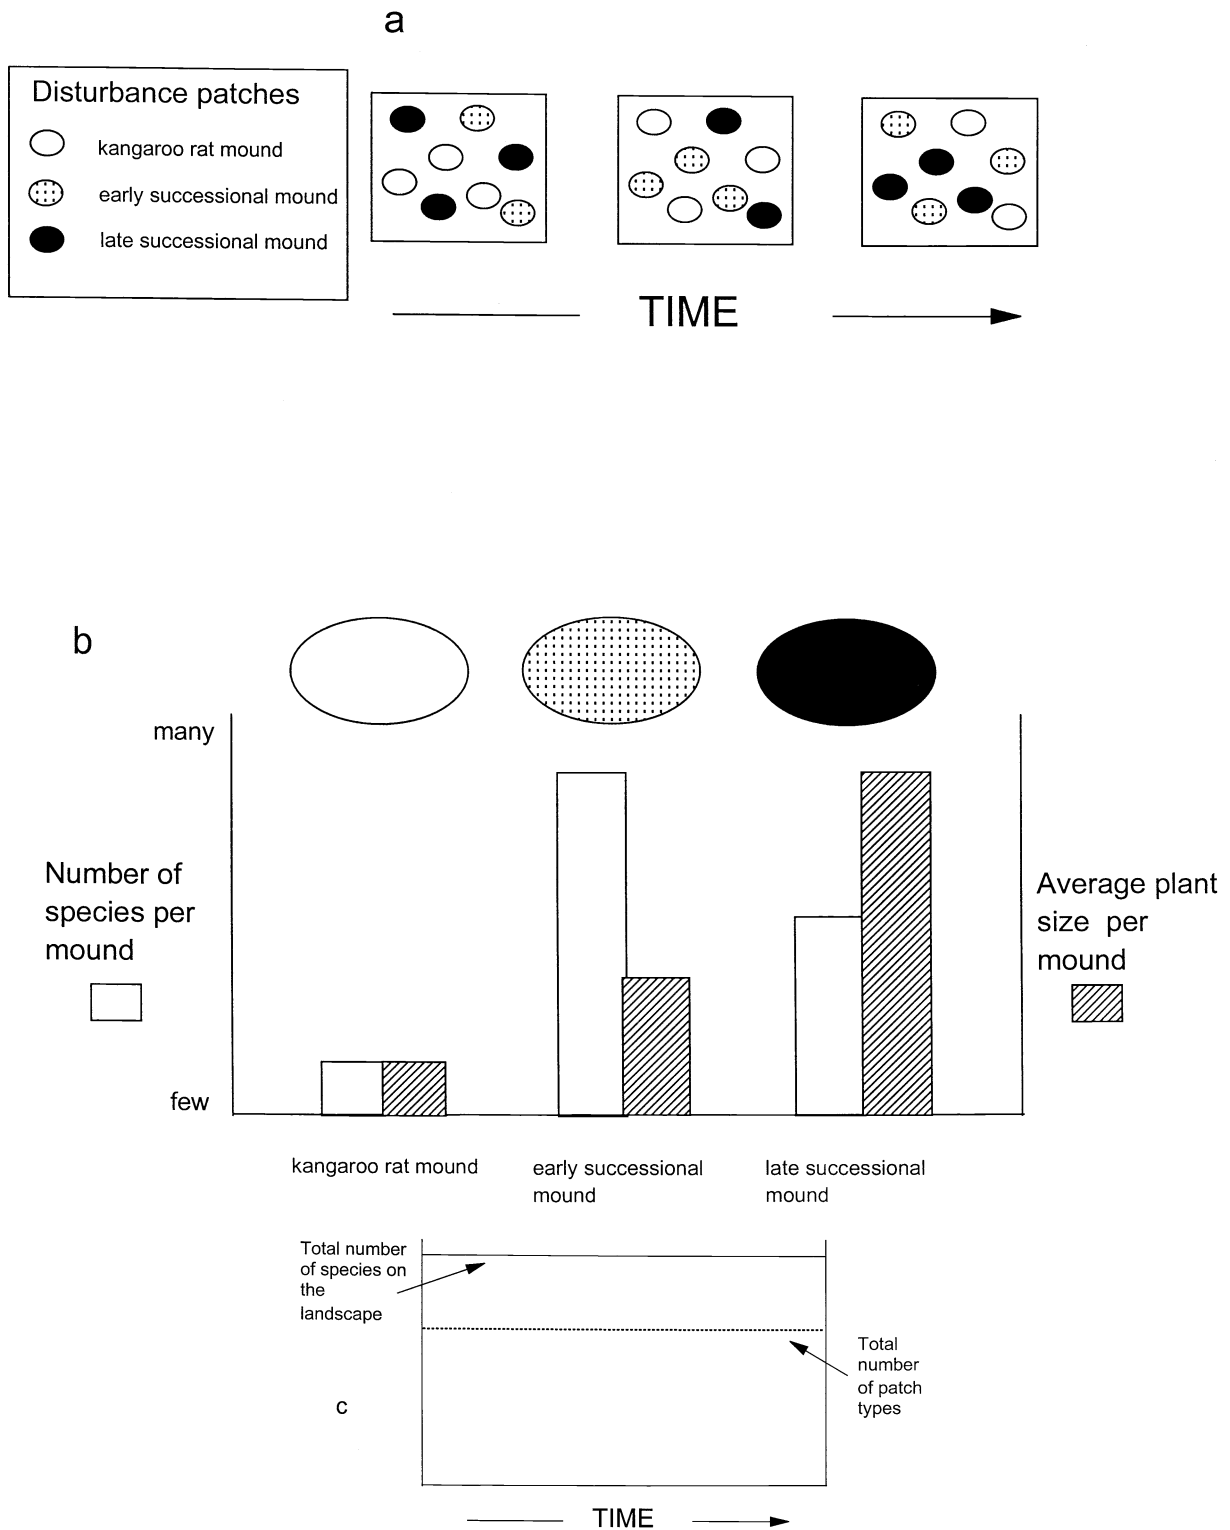 a
Disturbance patches
kangaroo rat mound
early successional mound
late successional mound
TIME
b
many
Number of
species per
mound
few
Average plant
size per
mound
kangaroo rat mound
early successional
mound
late successional
mound
Total number
of species on
the
landscape
Total
number
of patch
types
c
TIME